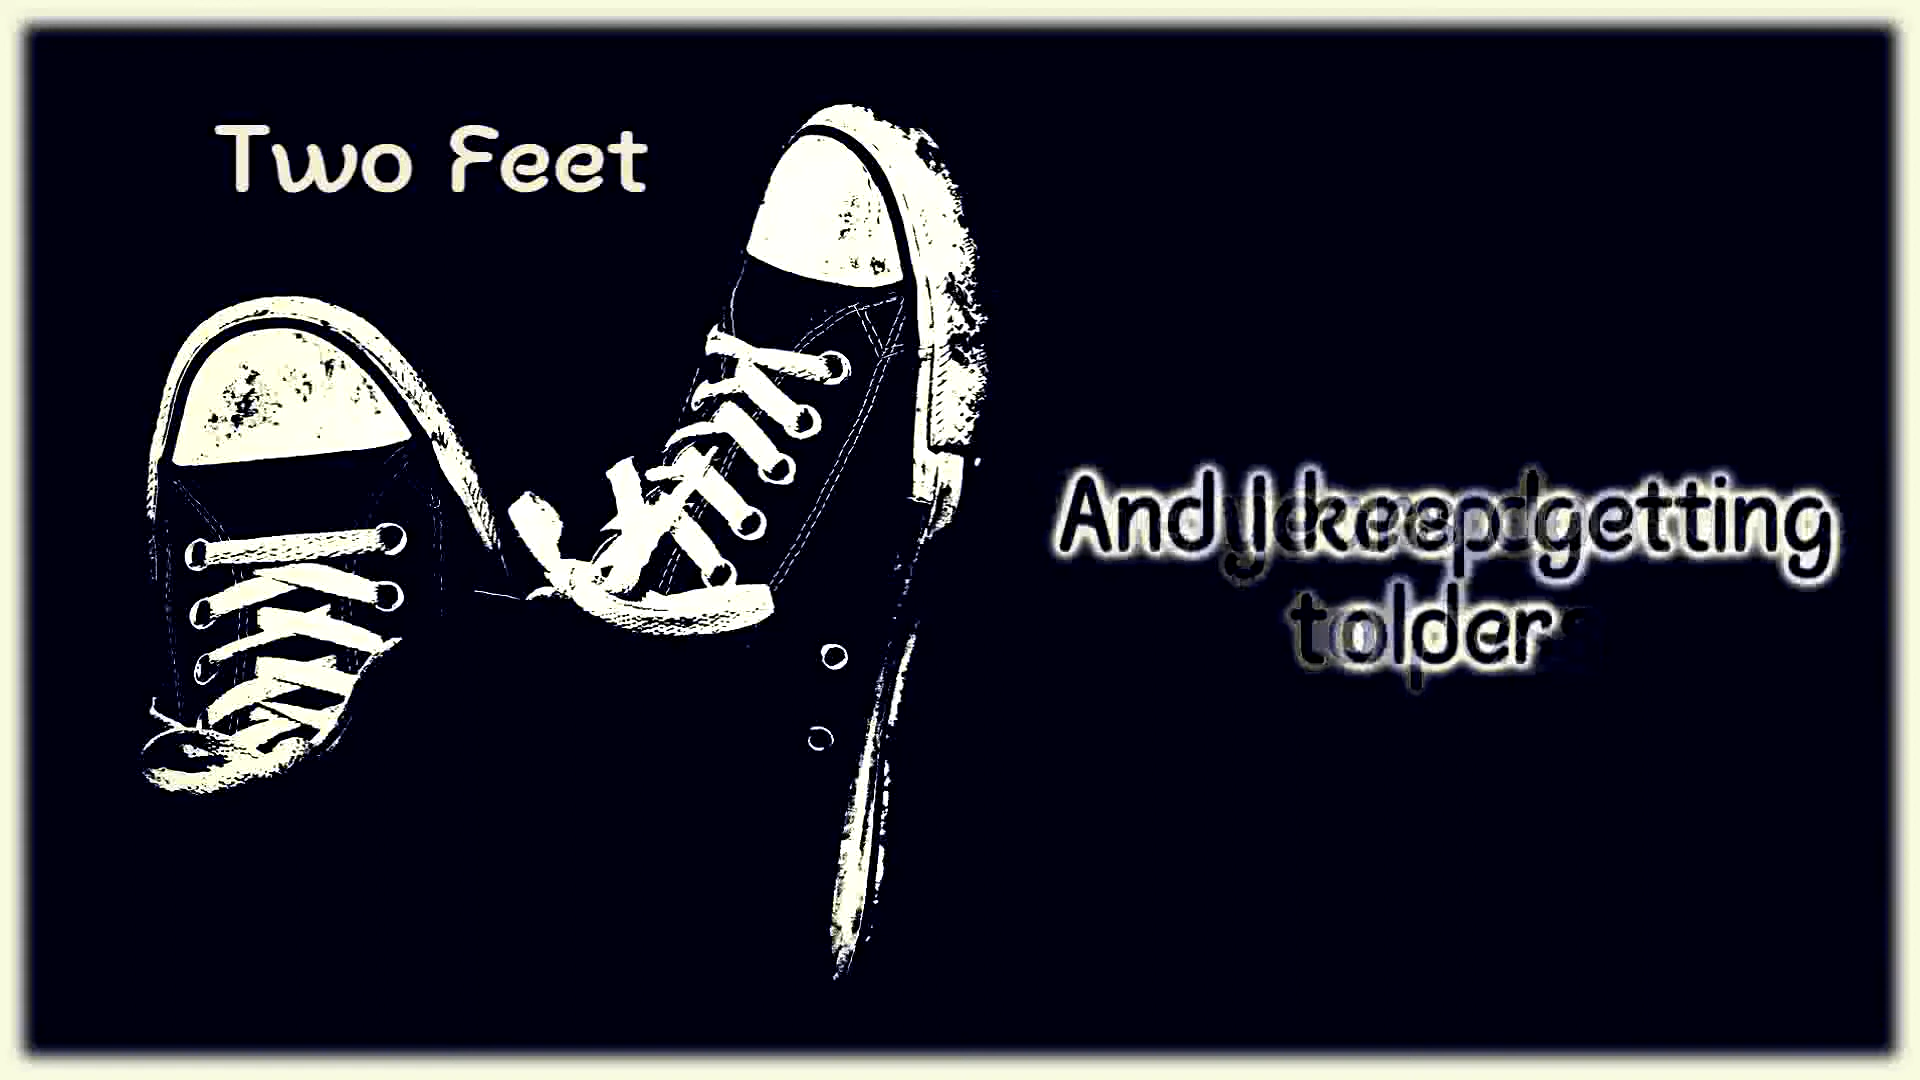 Two Feet
And I keep getting
older